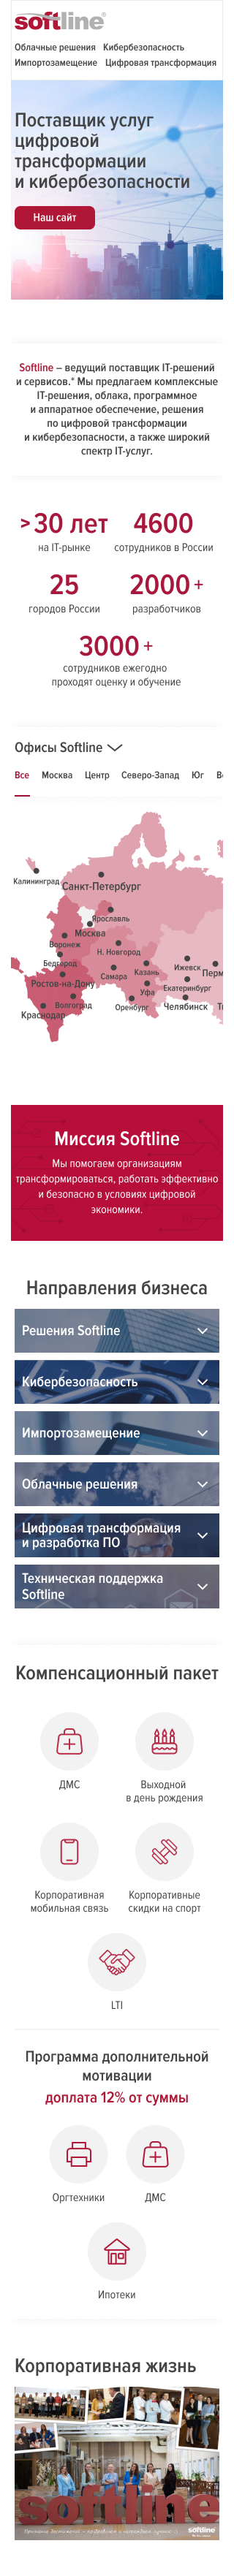 softline®
Облачные решения Кибербезопасность
Импортозамещение Цифровая трансформация
Поставщик услуг
цифровой
трансформации
и кибербезопасности
Наш сайт
Softline – ведущий поставщик IT-решений
и сервисов.* Мы предлагаем комплексные
IT-решения, облака, программное
и аппаратное обеспечение, решения
по цифровой трансформации
и кибербезопасности, а также широкий
спектр IT-услуг.
> 30 лет 4600
на IT-рынке сотрудников в России
25 2000 +
городов России разработчиков
3000 +
сотрудников ежегодно
проходят оценку и обучение
Офисы Softline
Все Москва Центр Северо-Запад Юг
Калининград
Санкт-Петербург
Ярославль
Москва
Воронеж
Н. Новгород
Белгород
Ижевск
Самара Казань
Перм
Ростов-на-Дону
Уфа Екатеринбург
Волгоград
Оренбург Челябинск
Краснодар
Миссия Softline
Мы помогаем организациям
трансформироваться, работать эффективно
и безопасно в условиях цифровой
экономики.
Направления бизнеса
Решения Softline
Кибербезопасность
Импортозамещение
Облачные решения
Цифровая трансформация
и разработка ПО
Техническая поддержка
Softline
Компенсационный пакет
ДМС Выходной
в день рождения
Корпоративная Корпоративные
мобильная связь скидки на спорт
LTI
Программа дополнительной
мотивации
доплата 12% от суммы
Оргтехники ДМС
Ипотеки
Корпоративная жизнь
softline
softline